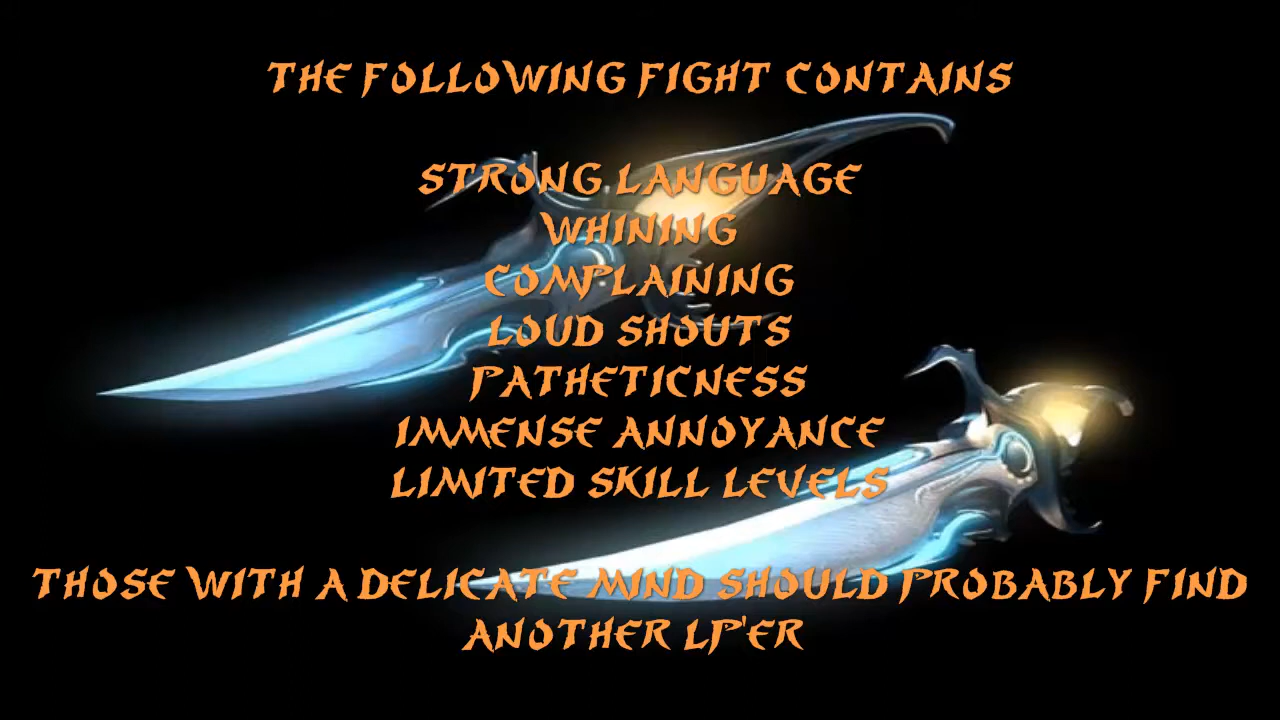 THE FOLLOWING FIGHT CONTAINS
STRONG LANGUAGE
WHINING
COMPLAINING
LOUD SHOUTS
PATHETICNESS
IMMENSE ANNOYANCE
LIMITED SKILL LEVELS
THOSE WITH A DELICATE MIND SHOULD PROBABLY FIND
ANOTHER LP'ER